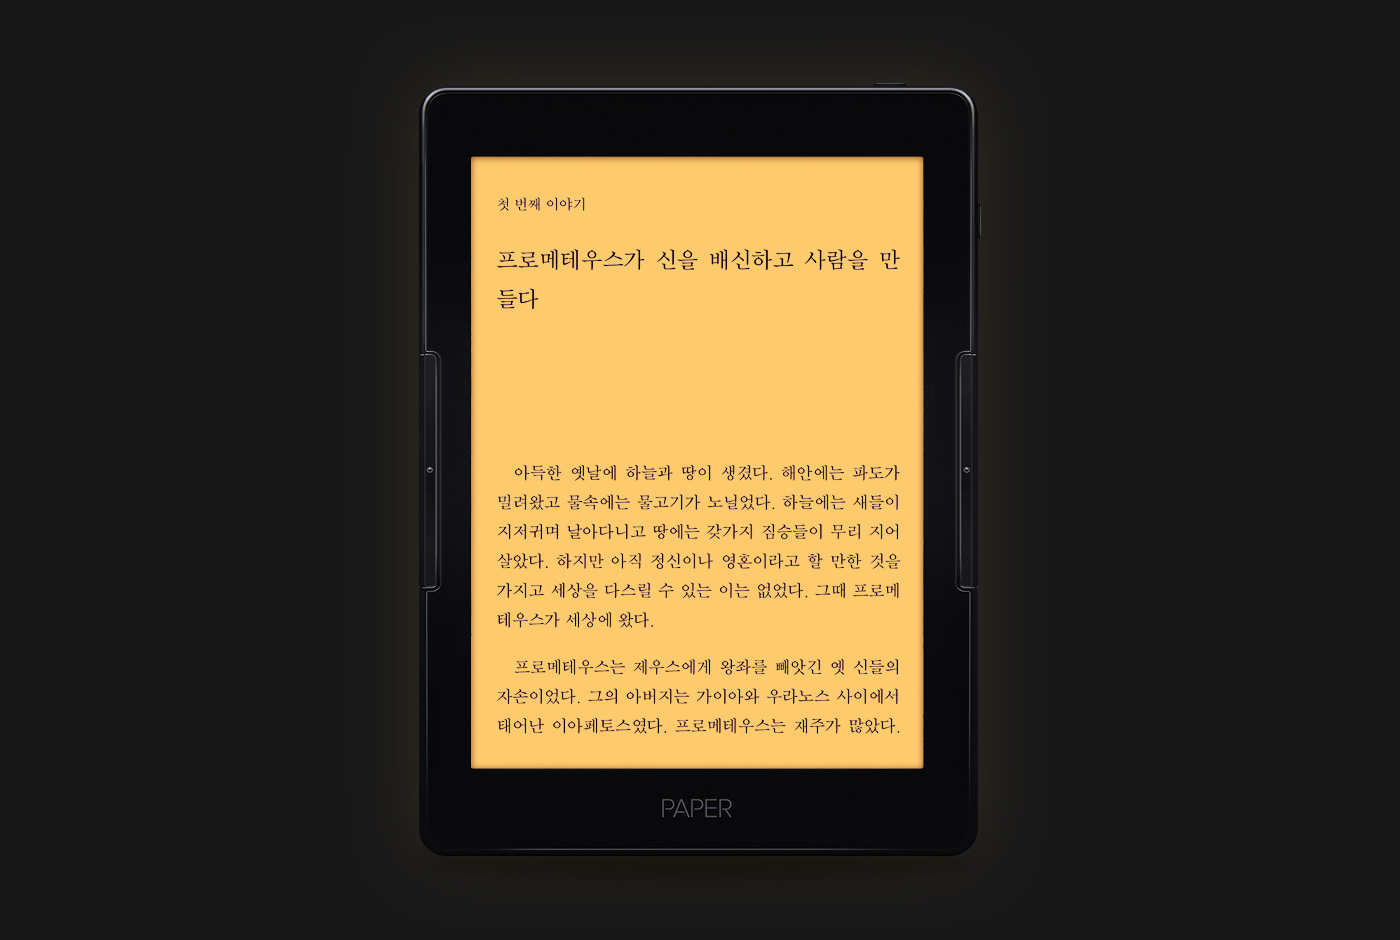 첫 번째 이야기
프로메테우스가 신을 배신하고 사람을 만
들다
아득한 옛날에 하늘과 땅이 생겼다. 해안에는 파도가
밀려왔고 물속에는 물고기가 노닐었다. 하늘에는 새들이
지저귀며 날아다니고 땅에는 갖가지 짐승들이 무리 지어
살았다. 하지만 아직 정신이나 영혼이라고 할 만한 것을
가지고 세상을 다스릴 수 있는 이는 없었다. 그때 프로메
테우스가 세상에 왔다.
프로메테우스는 제우스에게 왕좌를 빼앗긴 옛 신들의
자손이었다. 그의 아버지는 가이아와 우라노스 사이에서
태어난 이아페토스였다. 프로메테우스는 재주가 많았다.
PAPER